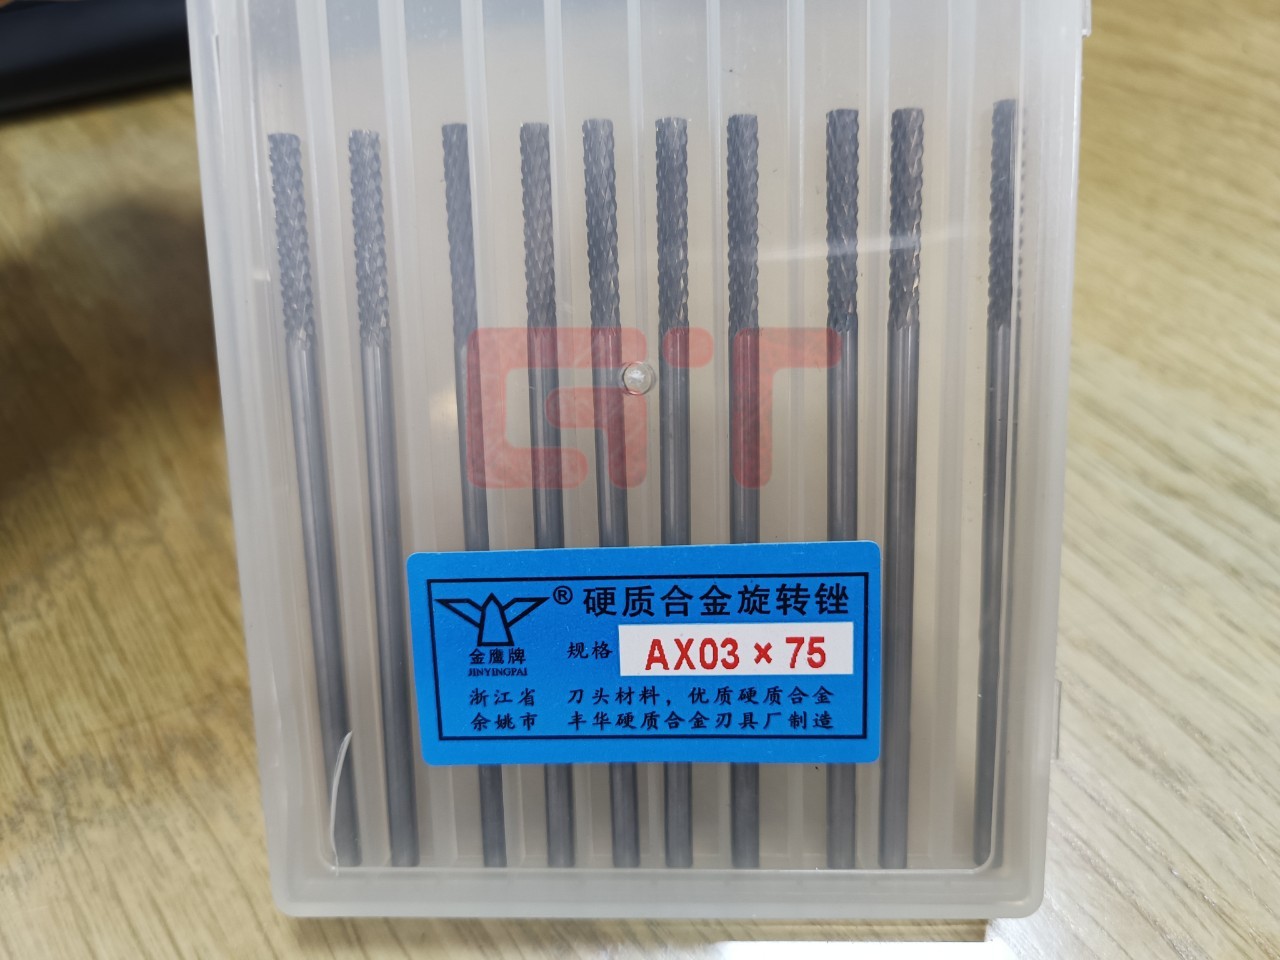 GT
® 硬质合金旋转锉
金鹰牌
JINYINGPAI
规格 AX03 × 75
浙江省 刀头材料，优质硬质合金
余姚市 丰华硬质合金刃具厂制造